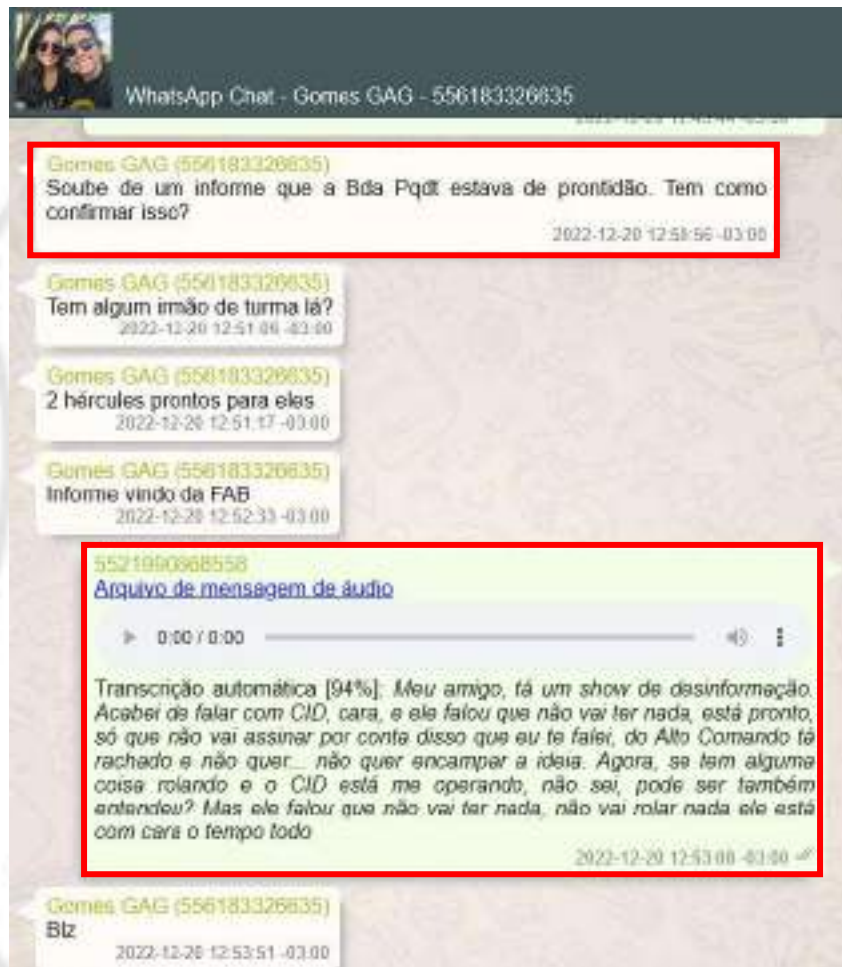 WhatsApp Chat - Gomes GAG - 556183326635
Gomes GAG (556183326635)
Soube de um informe que a Bda Pqdt estava de prontidão. Tem como
confirmar isso?
Gomes GAG (556183326635)
Tem algum irmão de turma lá?
2022-12-20 12:51:06 -03:00
Gomes GAG (556183326635)
2 hércules prontos para eles
2022-12-20 12:51:17 -03:00
Gomes GAG (556183326635)
Informe vindo da FAB
2022-12-20 12:52:33 -03:00
Arquivo de mensagem de áudio
0:00 / 0:00
Transcrição automática [94%]: Meu amigo, tá um show de desinformação.
Acabei de falar com CID, cara, e ele falou que não vai ter nada, está pronto,
só que não vai assinar por conta disso que eu te falei, do Alto Comando tá
rachado e não quer... não quer encampar a ideia. Agora, se tem alguma
coisa rolando e o CID está me operando, não sei, pode ser também
entendeu? Mas ele falou que não vai ter nada, não vai rolar nada ele está
com cara o tempo todo
2022-12-20 12:53:00 -03:00
Gomes GAG (556183326635)
Blz
2022-12-20 12:53:51 -03:00